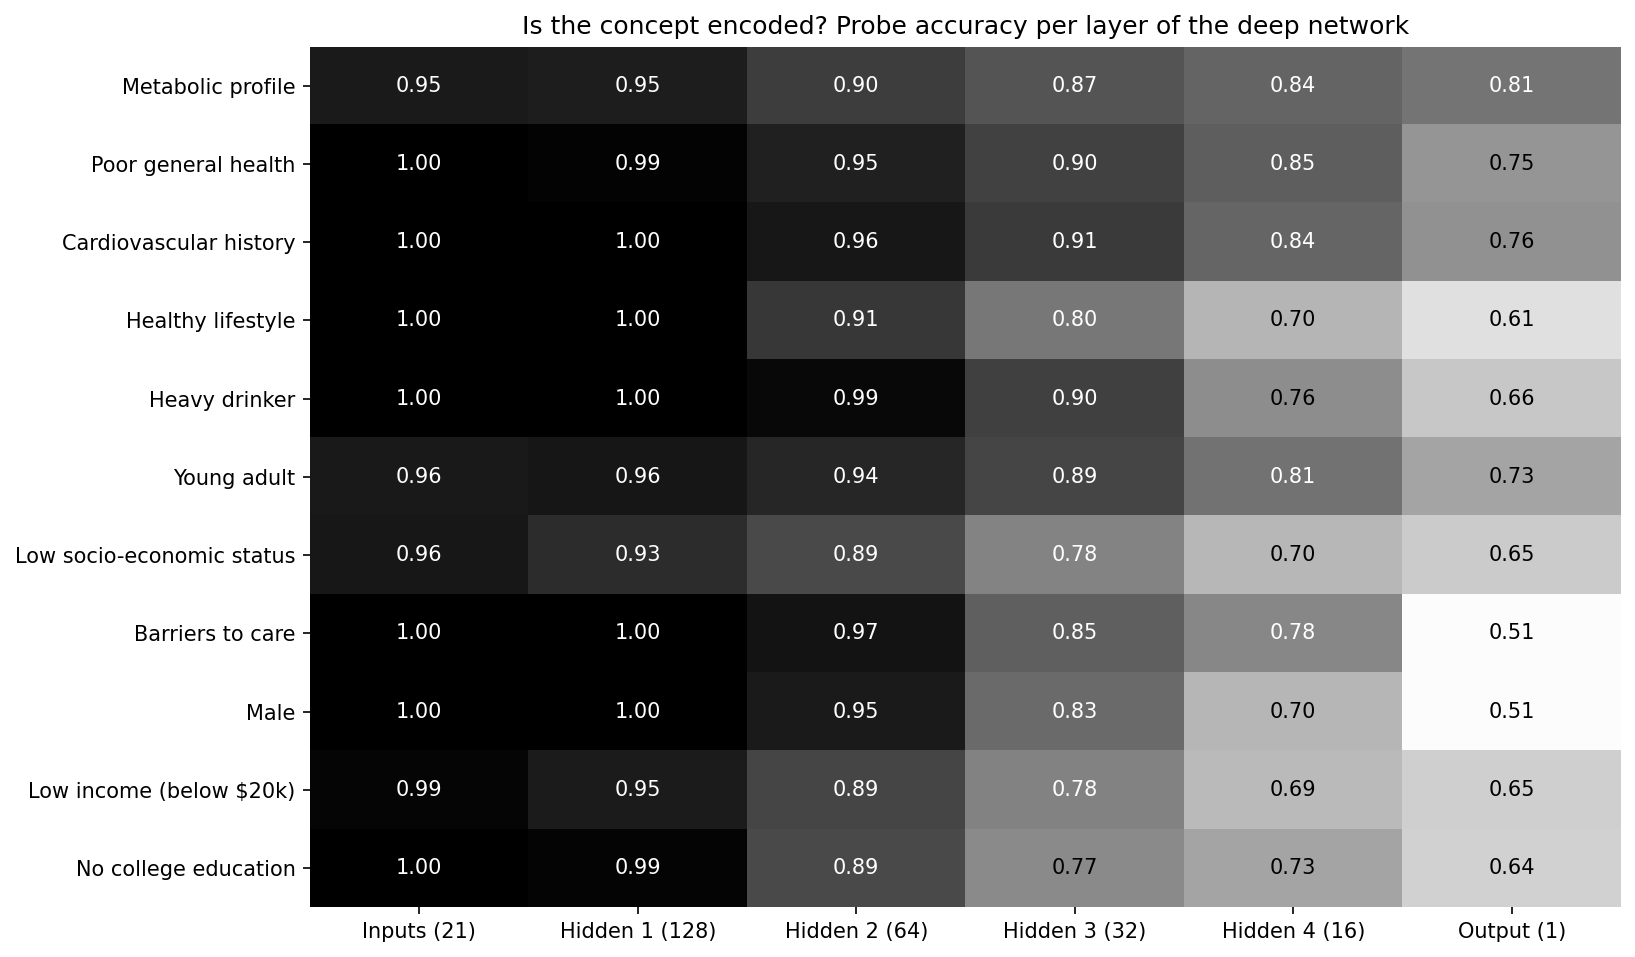 Is the concept encoded? Probe accuracy per layer of the deep network
Metabolic profile 0.95 0.95 0.90 0.87 0.84 0.81
Poor general health 1.00 0.99 0.95 0.90 0.85 0.75
Cardiovascular history 1.00 1.00 0.96 0.91 0.84 0.76
Healthy lifestyle 1.00 1.00 0.91 0.80 0.70 0.61
Heavy drinker 1.00 1.00 0.99 0.90 0.76 0.66
Young adult 0.96 0.96 0.94 0.89 0.81 0.73
Low socio-economic status 0.96 0.93 0.89 0.78 0.70 0.65
Barriers to care 1.00 1.00 0.97 0.85 0.78 0.51
Male 1.00 1.00 0.95 0.83 0.70 0.51
Low income (below $20k) 0.99 0.95 0.89 0.78 0.69 0.65
No college education 1.00 0.99 0.89 0.77 0.73 0.64
Inputs (21) Hidden 1 (128) Hidden 2 (64) Hidden 3 (32) Hidden 4 (16) Output (1)